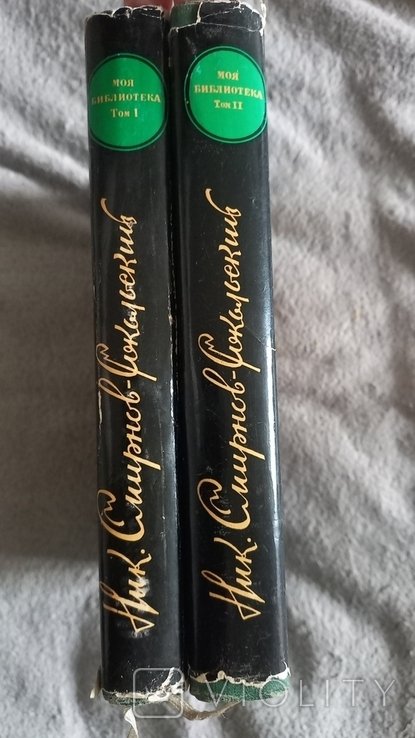 МОЯ
БИБЛИОТЕКА
Том I
Ник. Смирнов-Сокольский
МОЯ
БИБЛИОТЕКА
Том II
Ник. Смирнов-Сокольский
VIOLITY